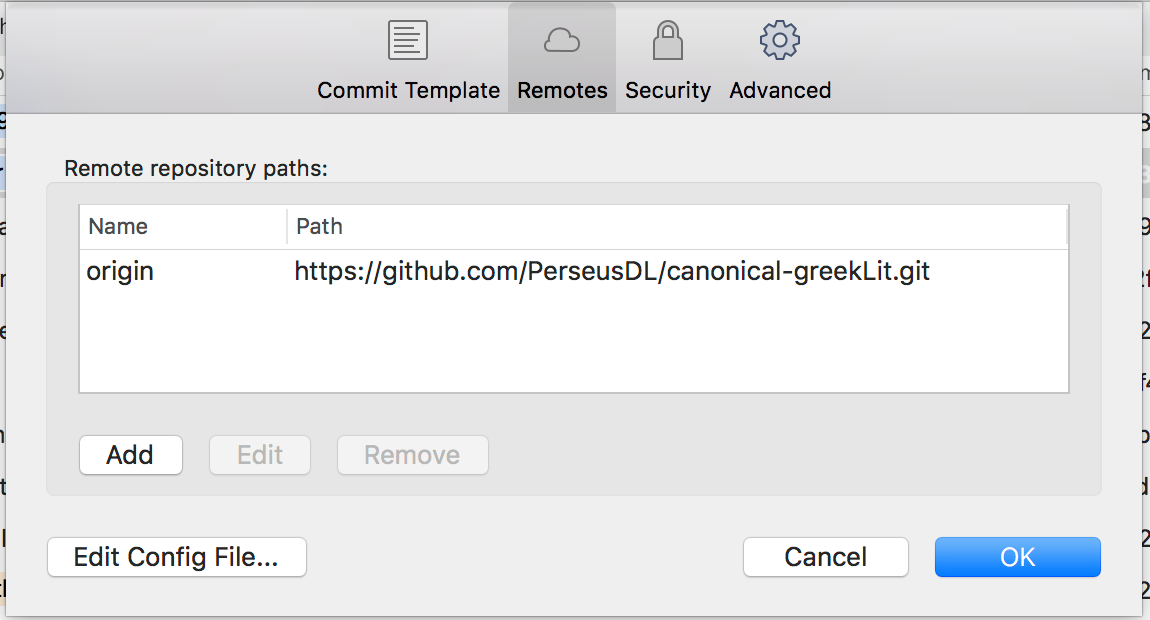 Commit Template Remotes Security Advanced
Remote repository paths:
Name Path
origin https://github.com/PerseusDL/canonical-greekLit.git
Add Edit Remove
Edit Config File... Cancel OK